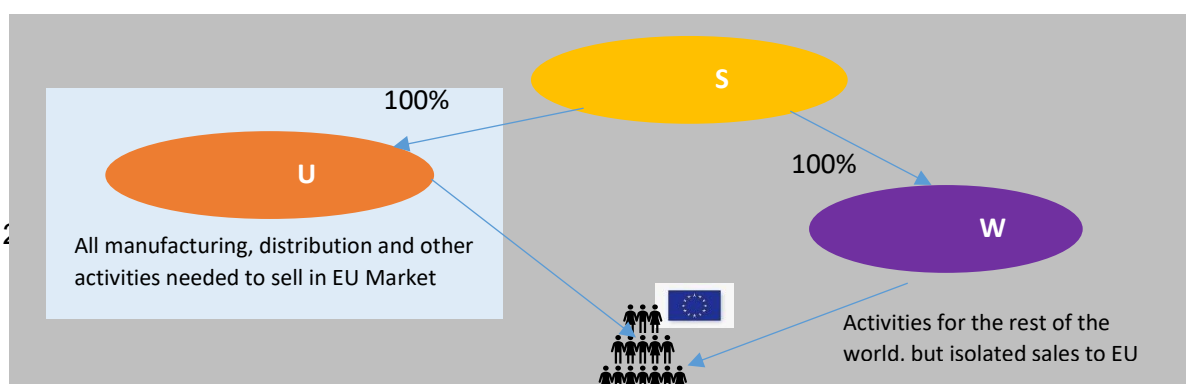 S
100%
100%
U
W
2
All manufacturing, distribution and other
activities needed to sell in EU Market
Activities for the rest of the
world. but isolated sales to EU